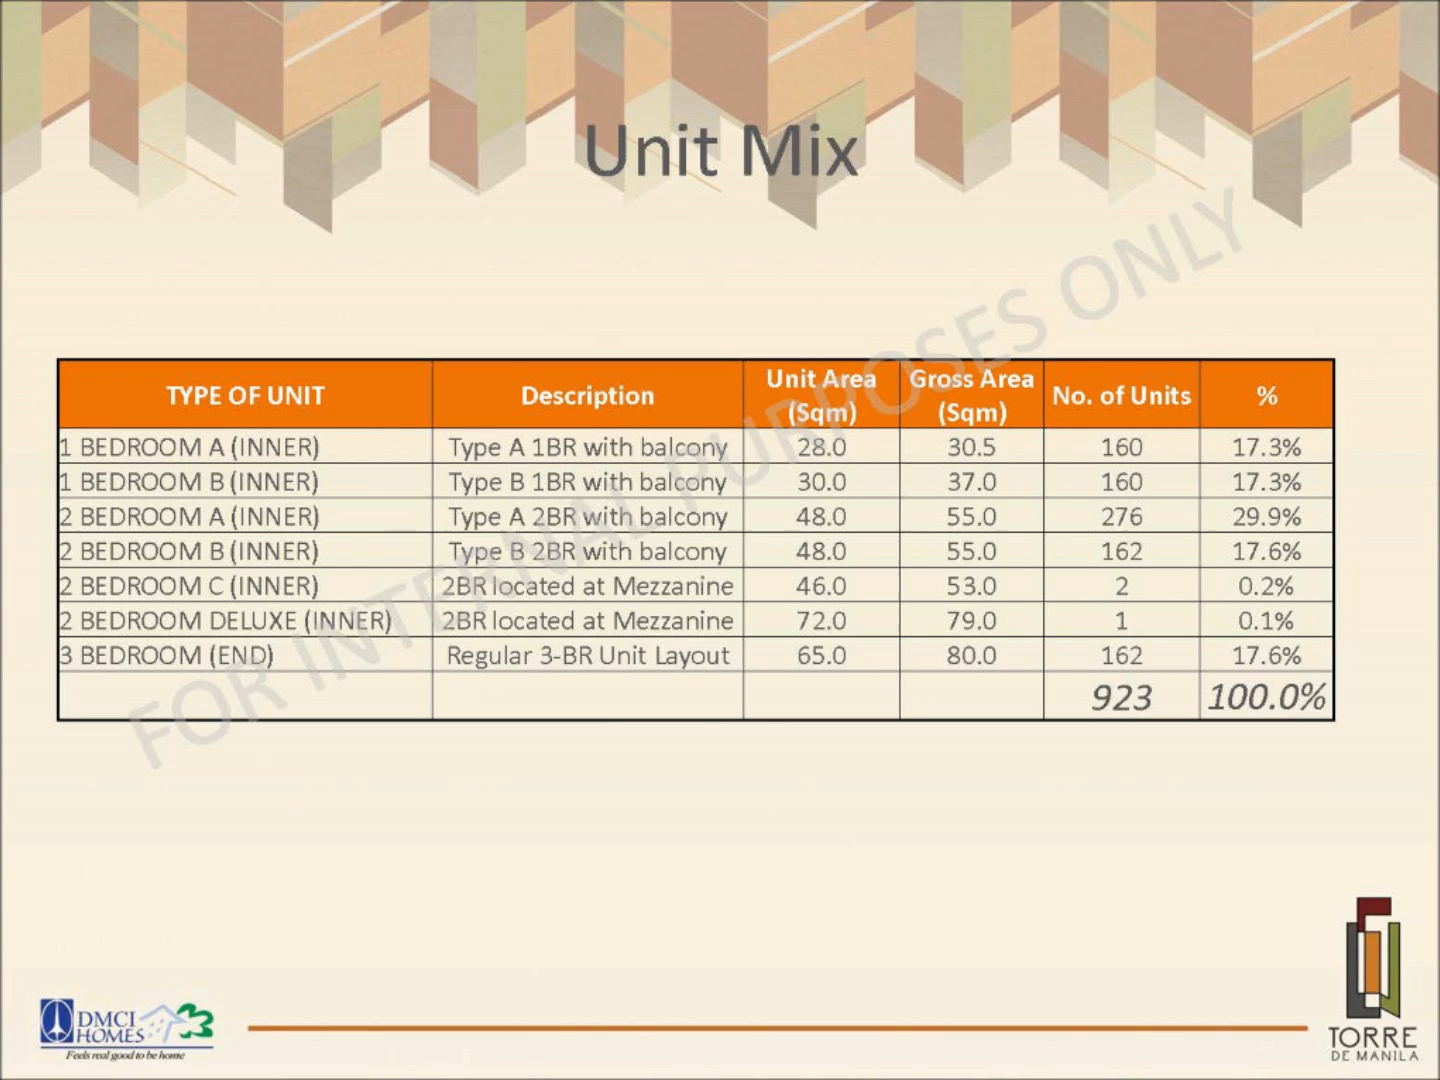 Unit Mix
FOR INTERNAL PURPOSES ONLY
TYPE OF UNIT Description Unit Area (Sqm) Gross Area (Sqm) No. of Units %
1 BEDROOM A (INNER) Type A 1BR with balcony 28.0 30.5 160 17.3%
1 BEDROOM B (INNER) Type B 1BR with balcony 30.0 37.0 160 17.3%
2 BEDROOM A (INNER) Type A 2BR with balcony 48.0 55.0 276 29.9%
2 BEDROOM B (INNER) Type B 2BR with balcony 48.0 55.0 162 17.6%
2 BEDROOM C (INNER) 2BR located at Mezzanine 46.0 53.0 2 0.2%
2 BEDROOM DELUXE (INNER) 2BR located at Mezzanine 72.0 79.0 1 0.1%
3 BEDROOM (END) Regular 3-BR Unit Layout 65.0 80.0 162 17.6%
923 100.0%
DMCI
HOMES
Feels real good to be home
TORRE
DE MANILA